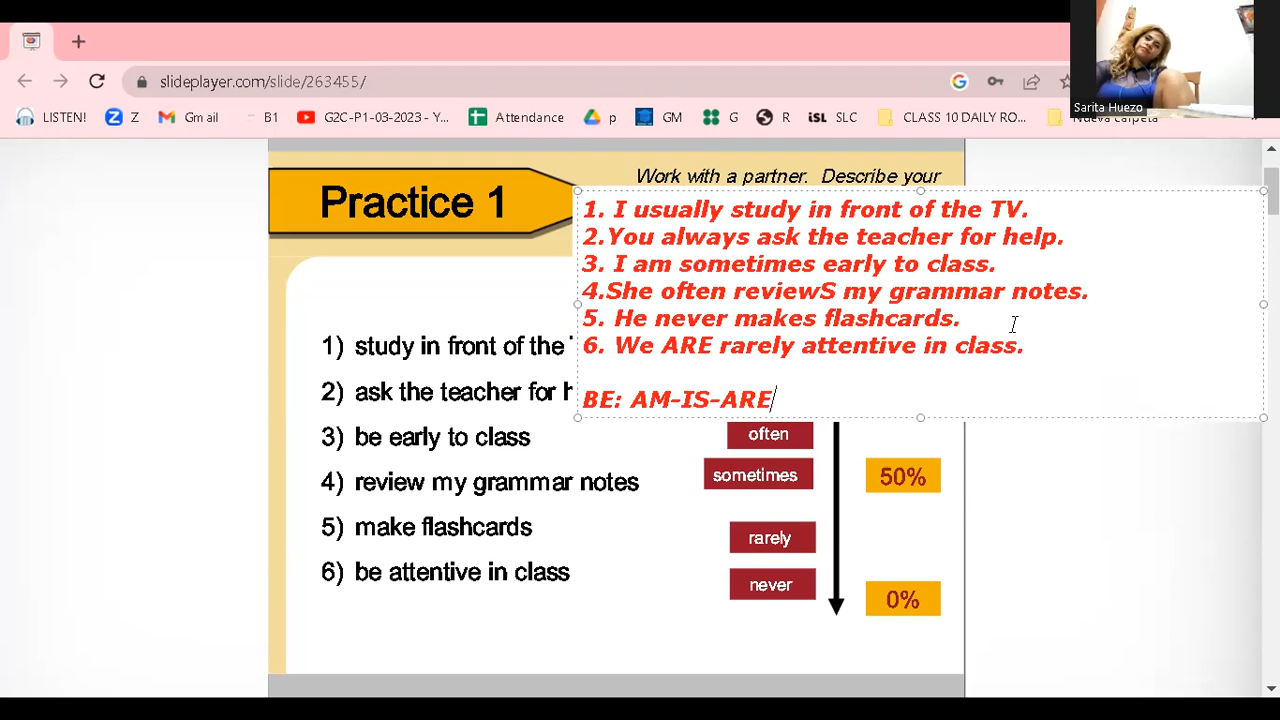 slideplayer.com/slide/263455/
LISTEN!
Z
Gmail
B1
G2C-T1-03-2023 - Y...
Attendance
p
GM
G
R
iSL SLC
CLASS 10 DAILY RO...
Nueva carpeta
Sarita Huezo
Practice 1
Work with a partner. Describe your
1. I usually study in front of the TV.
2.You always ask the teacher for help.
3. I am sometimes early to class.
4.She often reviewS my grammar notes.
5. He never makes flashcards.
6. We ARE rarely attentive in class.
BE: AM-IS-ARE
1) study in front of the
2) ask the teacher for h
3) be early to class
4) review my grammar notes
5) make flashcards
6) be attentive in class
often
sometimes
rarely
never
50%
0%